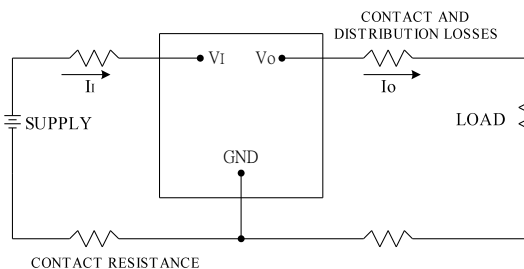 CONTACT AND
DISTRIBUTION LOSSES
VI
VO
II
IO
SUPPLY
LOAD
GND
CONTACT RESISTANCE